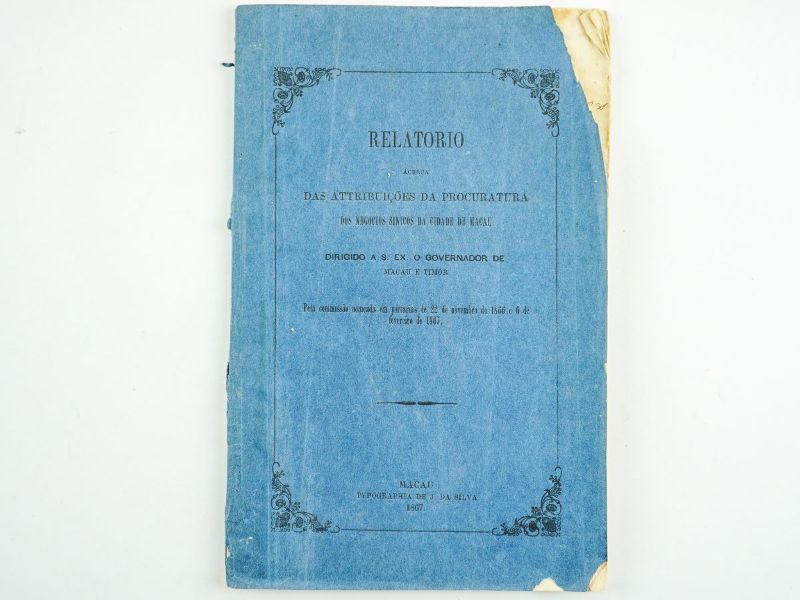 RELATORIO
ÁCERCA
DAS ATTRIBUIÇÕES DA PROCURATURA
DOS NEGOCIOS SINICOS DA CIDADE DE MACAU,
DIRIGIDO A S. EX. O GOVERNADOR DE
MACAU E TIMOR
Pela commissão nomeada em portarias de 22 de novembro de 1866 e 6 de
fevereiro de 1867.
MACAU
TYPOGRAPHIA DE J. DA SILVA
1867